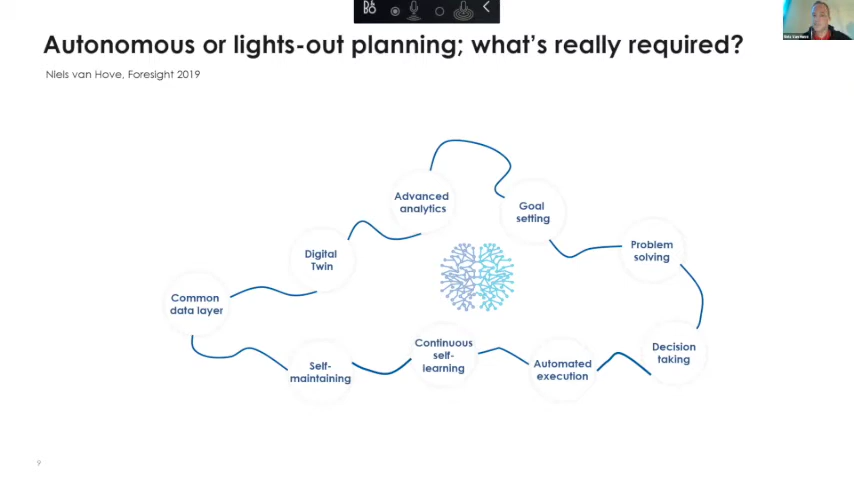 Autonomous or lights-out planning; what's really required?
Niels van Hove, Foresight 2019
Advanced
analytics
Goal
setting
Digital
Twin
Problem
solving
Common
data layer
Continuous
self-
learning
Decision
taking
Self-
maintaining
Automated
execution
9